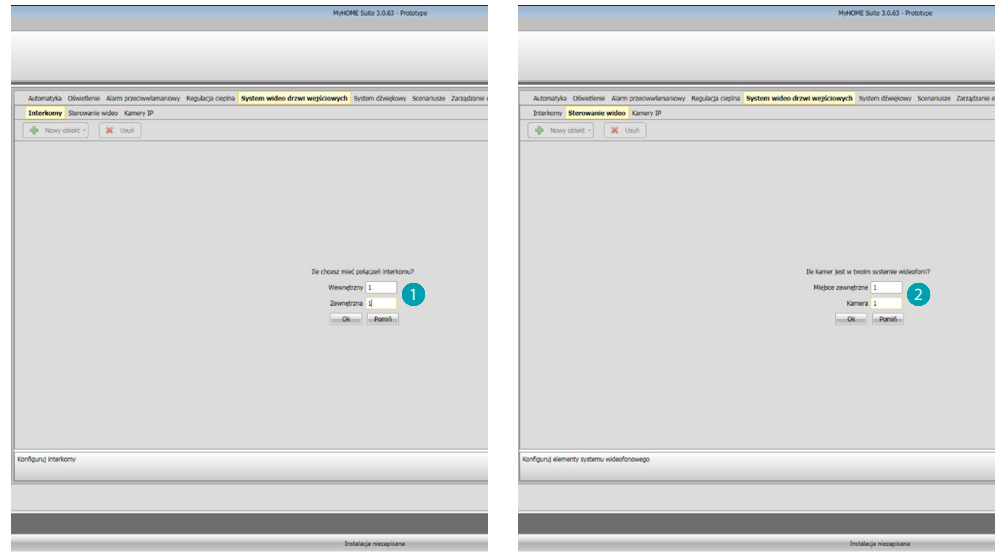 MyHOME Suite 3.0.63 - Prototype
Automatyka Oświetlenie Alarm przeciwwłamaniowy Regulacja cieplna System wideo drzwi wejściowych System dźwiękowy Scenariusze Zarządzanie e
Interkomy Sterowanie wideo Kamery IP
Nowy obiekt Usuń
Ile chcesz mieć połączeń interkomu?
Wewnętrzny 1
1
Zewnętrzna 1
Ok Pomiń
Konfiguruj interkomy
Instalacja niezapisana
MyHOME Suite 3.0.63 - Prototype
Automatyka Oświetlenie Alarm przeciwwłamaniowy Regulacja cieplna System wideo drzwi wejściowych System dźwiękowy Scenariusze Zarządzanie e
Interkomy Sterowanie wideo Kamery IP
Nowy obiekt Usuń
Ile kamer jest w twoim systemie wideofonii?
Miejsce zewnętrzne 1
2
Kamera 1
Ok Pomiń
Konfiguruj elementy systemu wideofonowego
Instalacja niezapisana